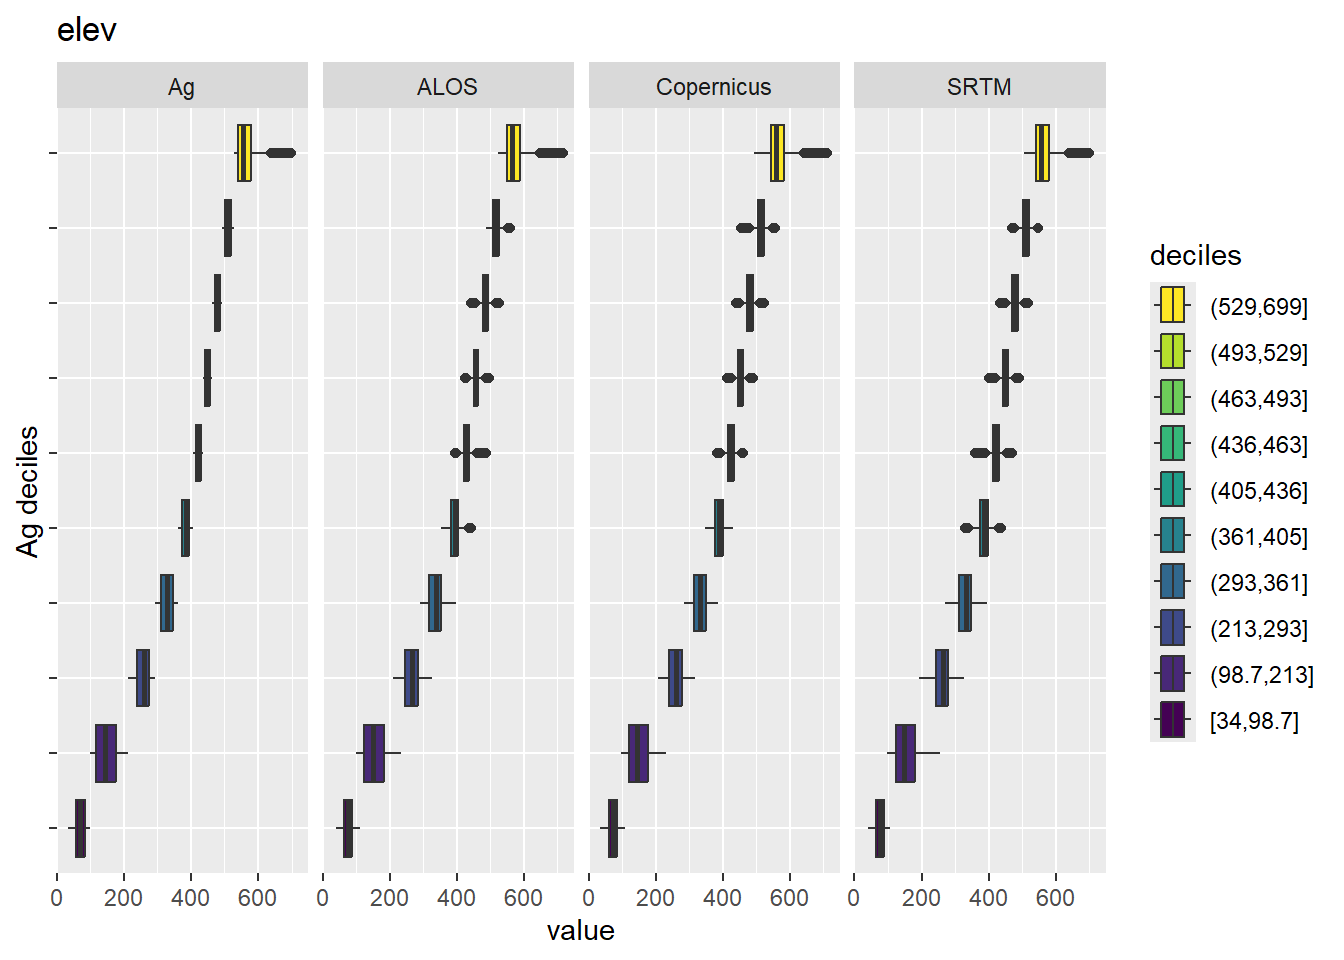 elev
Ag ALOS Copernicus SRTM
Ag deciles
0 200 400 600 0 200 400 600 0 200 400 600 0 200 400 600
value
deciles
(529,699]
(493,529]
(463,493]
(436,463]
(405,436]
(361,405]
(293,361]
(213,293]
(98.7,213]
[34,98.7]